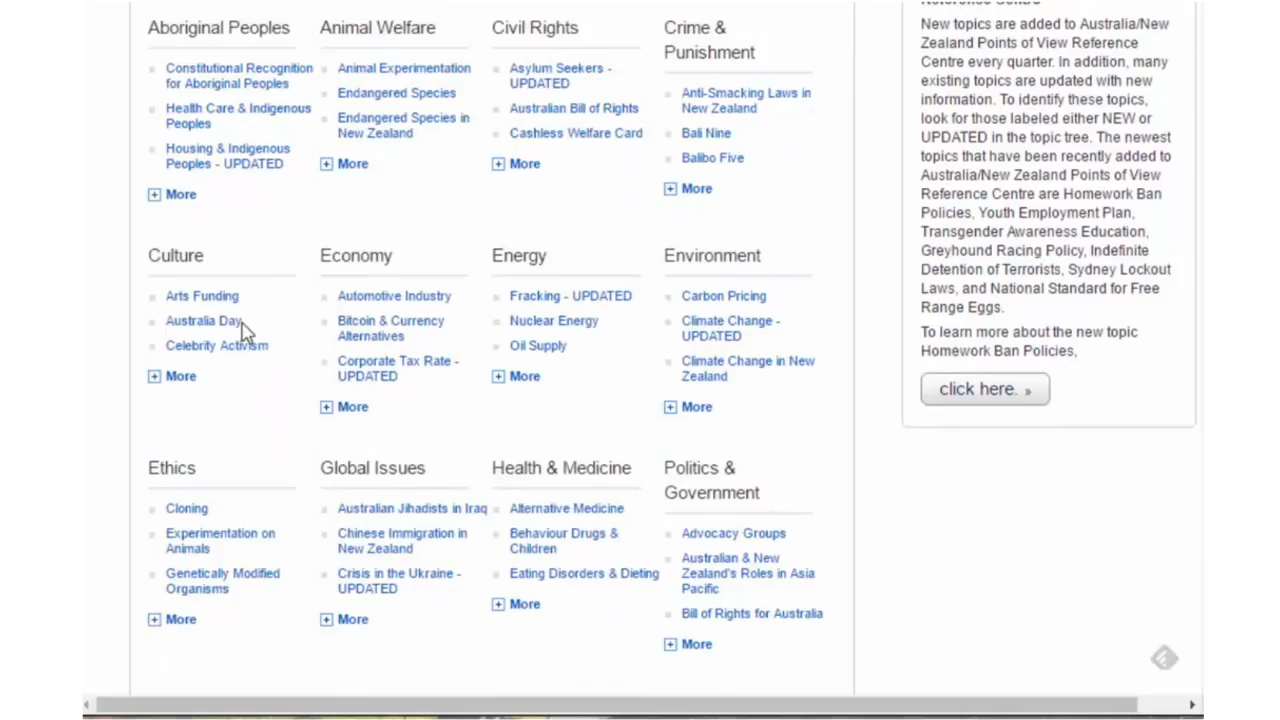 Aboriginal Peoples
Constitutional Recognition
for Aboriginal Peoples
Health Care & Indigenous
Peoples
Housing & Indigenous
Peoples - UPDATED
More
Animal Welfare
Animal Experimentation
Endangered Species
Endangered Species in
New Zealand
More
Civil Rights
Asylum Seekers -
UPDATED
Australian Bill of Rights
Cashless Welfare Card
More
Crime &
Punishment
Anti-Smacking Laws in
New Zealand
Bali Nine
Balibo Five
More
Culture
Arts Funding
Australia Day
Celebrity Activism
More
Economy
Automotive Industry
Bitcoin & Currency
Alternatives
Corporate Tax Rate -
UPDATED
More
Energy
Fracking - UPDATED
Nuclear Energy
Oil Supply
More
Environment
Carbon Pricing
Climate Change -
UPDATED
Climate Change in New
Zealand
More
Ethics
Cloning
Experimentation on
Animals
Genetically Modified
Organisms
More
Global Issues
Australian Jihadists in Iraq
Chinese Immigration in
New Zealand
Crisis in the Ukraine -
UPDATED
More
Health & Medicine
Alternative Medicine
Behaviour Drugs &
Children
Eating Disorders & Dieting
More
Politics &
Government
Advocacy Groups
Australian & New
Zealand's Roles in Asia
Pacific
Bill of Rights for Australia
More
New topics are added to Australia/New
Zealand Points of View Reference
Centre every quarter. In addition, many
existing topics are updated with new
information. To identify these topics,
look for those labeled either NEW or
UPDATED in the topic tree. The newest
topics that have been recently added to
Australia/New Zealand Points of View
Reference Centre are Homework Ban
Policies, Youth Employment Plan,
Transgender Awareness Education,
Greyhound Racing Policy, Indefinite
Detention of Terrorists, Sydney Lockout
Laws, and National Standard for Free
Range Eggs.
To learn more about the new topic
Homework Ban Policies,
click here. »